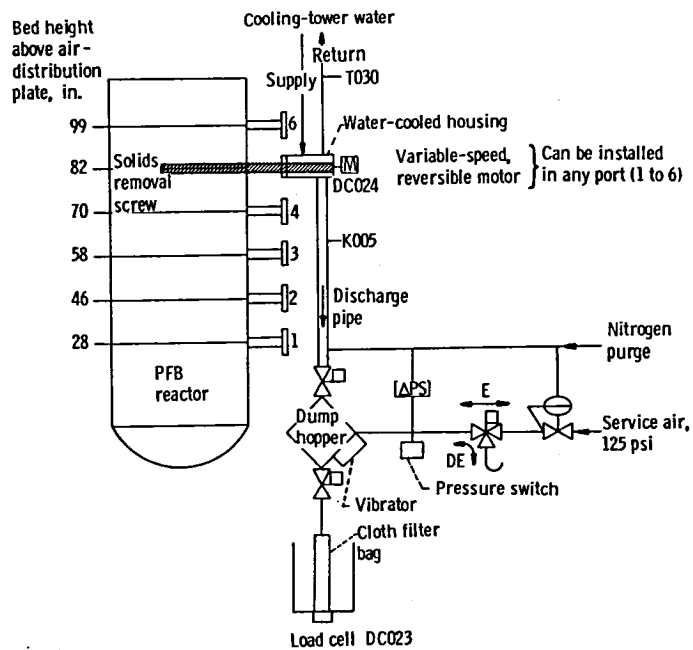 Cooling-tower water
Bed height
above air-
distribution
plate, in.
Return
Supply
T030
99
6
Water-cooled housing
82
Solids
removal
screw
M
DC024
Variable-speed,
reversible motor
Can be installed
in any port (1 to 6)
70
4
K005
58
3
46
2
Discharge
pipe
28
1
Nitrogen
purge
PFB
reactor
[ΔPS]
E
Dump
hopper
Service air,
125 psi
DE
Pressure switch
Vibrator
Cloth filter
bag
Load cell DC023